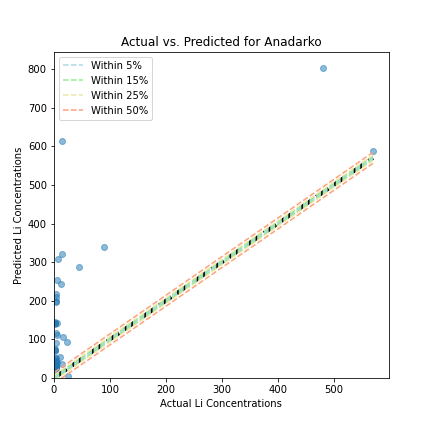 Actual vs. Predicted for Anadarko
Within 5%
Within 15%
Within 25%
Within 50%
800
700
600
500
400
300
200
100
0
Predicted Li Concentrations
0 100 200 300 400 500
Actual Li Concentrations